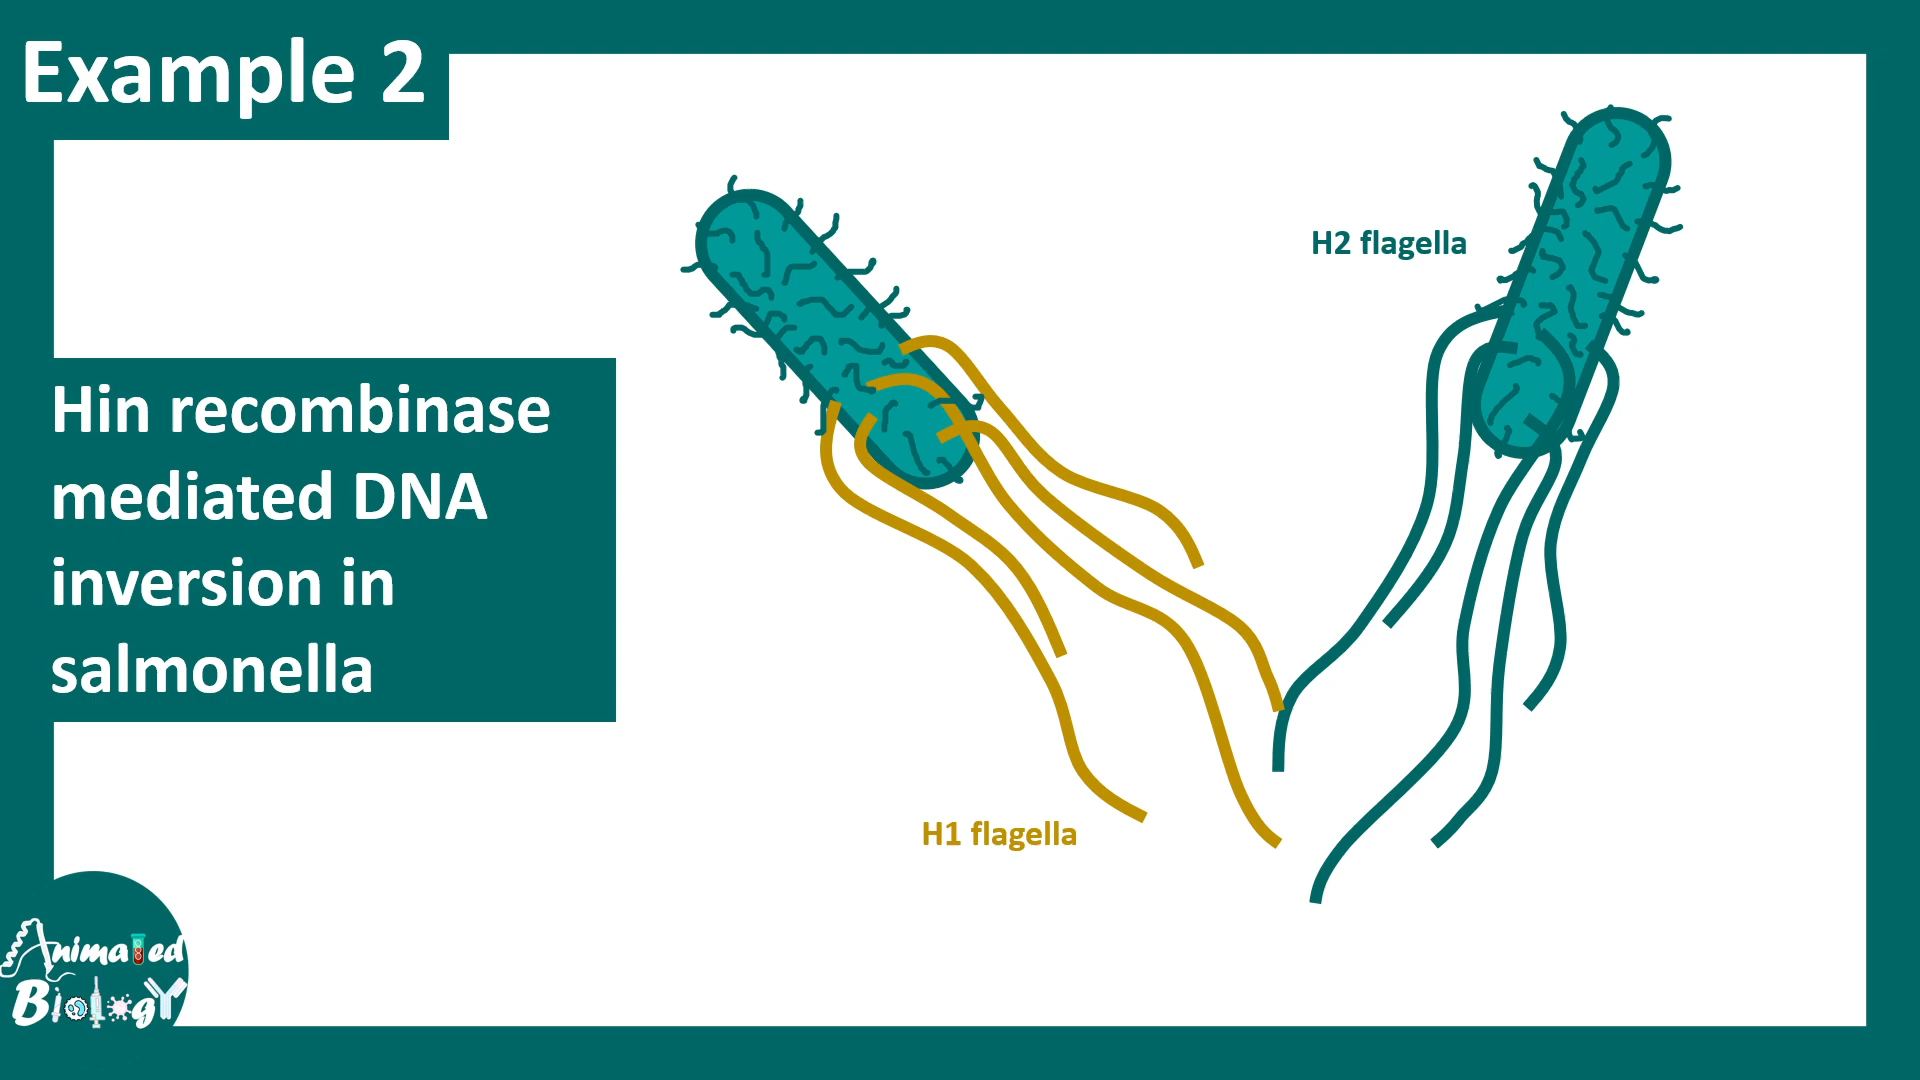 Example 2
Hin recombinase
mediated DNA
inversion in
salmonella
H2 flagella
H1 flagella
Animated
Biology